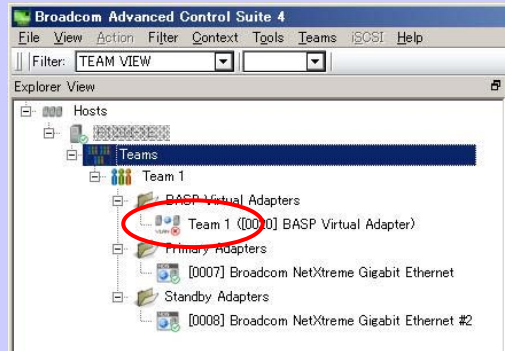 Broadcom Advanced Control Suite 4
File View Action Filter Context Tools Teams iSCSI Help
Filter: TEAM VIEW
Explorer View
Hosts
Teams
Team 1
BASP Virtual Adapters
Team 1 ([0020] BASP Virtual Adapter)
Primary Adapters
[0007] Broadcom NetXtreme Gigabit Ethernet
Standby Adapters
[0008] Broadcom NetXtreme Gigabit Ethernet #2